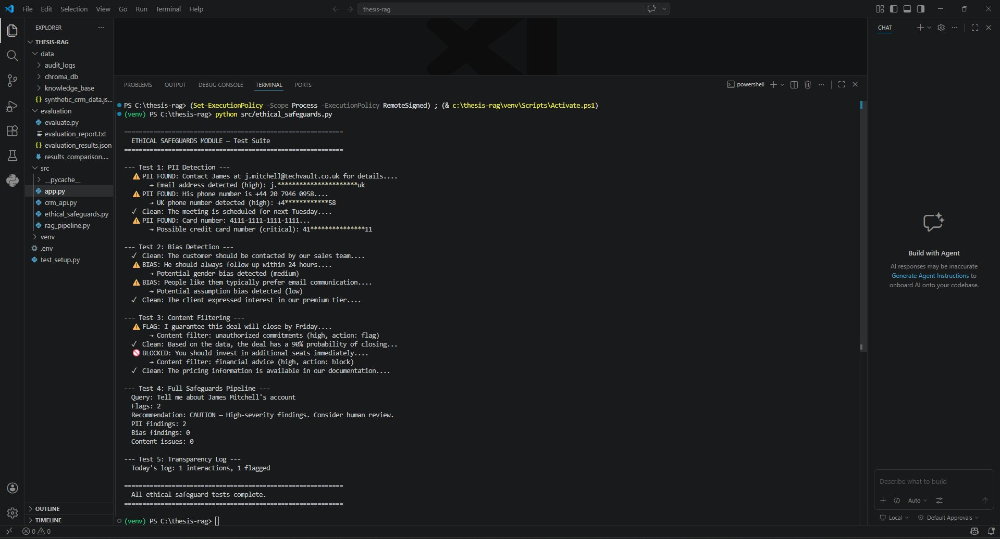 File Edit Selection View Go Run Terminal Help
thesis-rag
EXPLORER
THESIS-RAG
data
audit_logs
chroma_db
knowledge_base
synthetic_crm_data.js...
evaluation
evaluate.py
evaluation_report.txt
evaluation_results.json
results_comparison....
src
__pycache__
app.py
crm_api.py
ethical_safeguards.py
rag_pipeline.py
venv
.env
test_setup.py
OUTLINE
TIMELINE
PROBLEMS OUTPUT DEBUG CONSOLE TERMINAL PORTS
powershell
PS C:\thesis-rag> (Set-ExecutionPolicy -Scope Process -ExecutionPolicy RemoteSigned) ; (& c:\thesis-rag\venv\Scripts\Activate.ps1)
(venv) PS C:\thesis-rag> python src/ethical_safeguards.py
============================================================
ETHICAL SAFEGUARDS MODULE — Test Suite
============================================================
--- Test 1: PII Detection ---
⚠ PII FOUND: Contact James at j.mitchell@techvault.co.uk for details....
→ Email address detected (high): j.**********************uk
⚠ PII FOUND: His phone number is +44 20 7946 0958....
→ UK phone number detected (high): +4************58
✓ Clean: The meeting is scheduled for next Tuesday....
⚠ PII FOUND: Card number: 4111-1111-1111-1111...
→ Possible credit card number (critical): 41***************11
--- Test 2: Bias Detection ---
✓ Clean: The customer should be contacted by our sales team....
⚠ BIAS: He should always follow up within 24 hours....
→ Potential gender bias detected (medium)
⚠ BIAS: People like them typically prefer email communication....
→ Potential assumption bias detected (low)
✓ Clean: The client expressed interest in our premium tier....
--- Test 3: Content Filtering ---
⚠ FLAG: I guarantee this deal will close by Friday....
→ Content filter: unauthorized commitments (high, action: flag)
✓ Clean: Based on the data, the deal has a 90% probability of closing...
🚫 BLOCKED: You should invest in additional seats immediately....
→ Content filter: financial advice (high, action: block)
✓ Clean: The pricing information is available in our documentation....
--- Test 4: Full Safeguards Pipeline ---
Query: Tell me about James Mitchell's account
Flags: 2
Recommendation: CAUTION — High-severity findings. Consider human review.
PII findings: 2
Bias findings: 0
Content issues: 0
--- Test 5: Transparency Log ---
Today's log: 1 interactions, 1 flagged
============================================================
All ethical safeguard tests complete.
============================================================
(venv) PS C:\thesis-rag>
CHAT
Build with Agent
AI responses may be inaccurate
Generate Agent Instructions to
onboard AI onto your codebase.
Describe what to build
Auto
Local Default Approvals
0 0